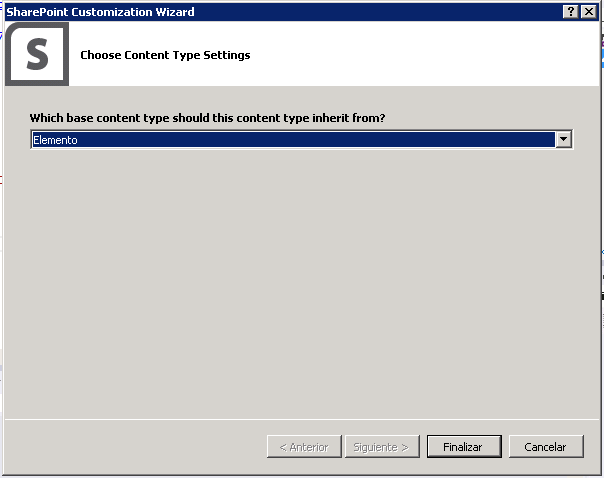 SharePoint Customization Wizard
?
S
Choose Content Type Settings
Which base content type should this content type inherit from?
Elemento
< Anterior
Siguiente >
Finalizar
Cancelar